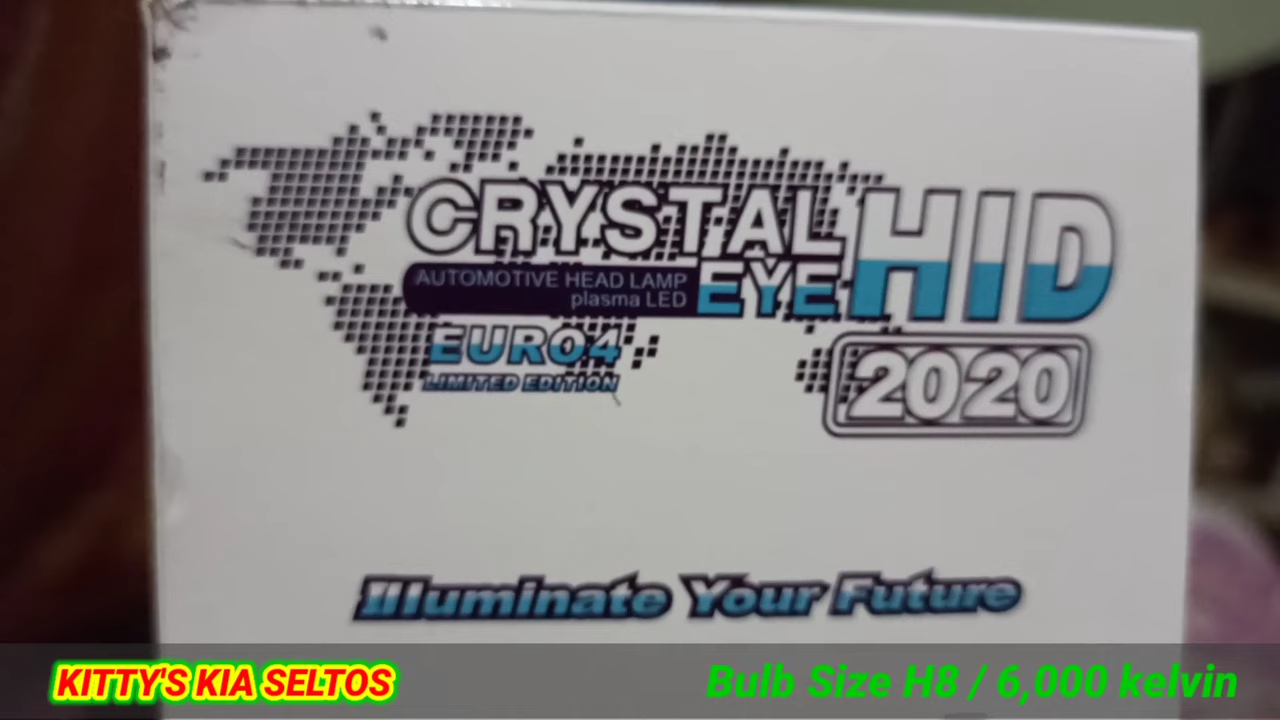 CRYSTAL HID
AUTOMOTIVE HEAD LAMP
plasma LED EYE
EURO4
LIMITED EDITION
2020
Illuminate Your Future
KITTY'S KIA SELTOS
Bulb Size H8 / 6,000 kelvin